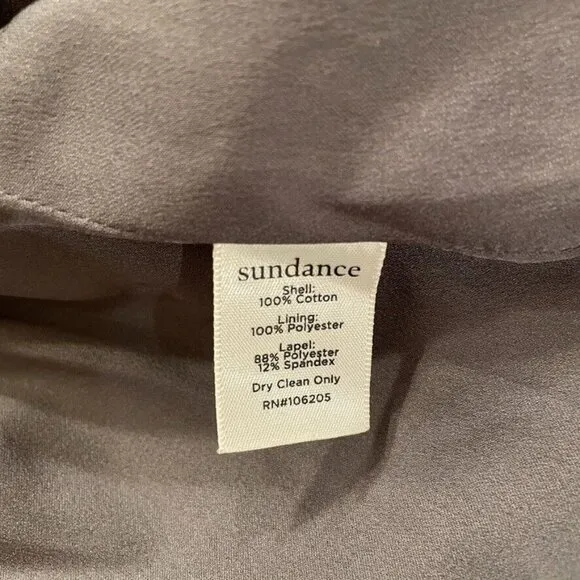 sundance
Shell:
100% Cotton
Lining:
100% Polyester
Lapel:
88% Polyester
12% Spandex
Dry Clean Only
RN#106205